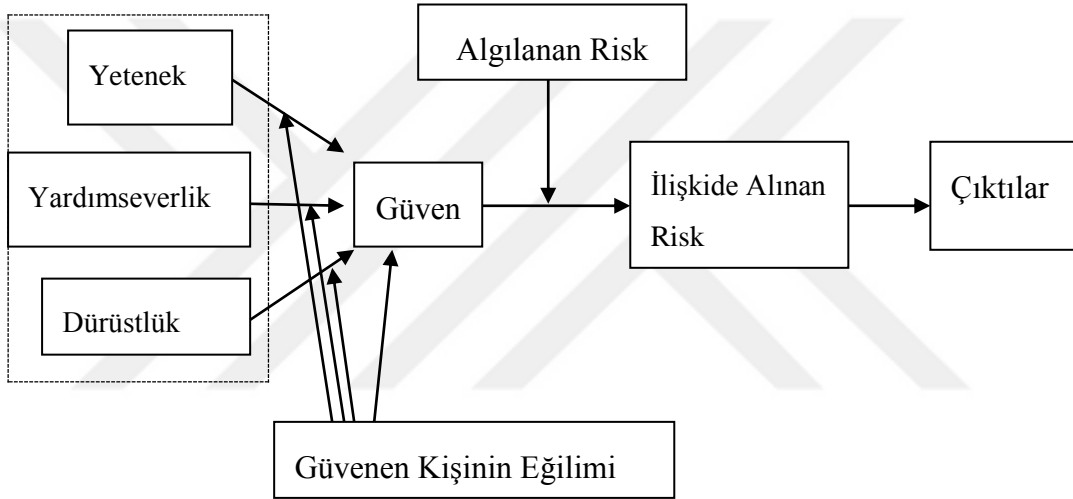 Yetenek
Yardımseverlik
Dürüstlük
Güven
Algılanan Risk
İlişkide Alınan
Risk
Çıktılar
Güvenen Kişinin Eğilimi